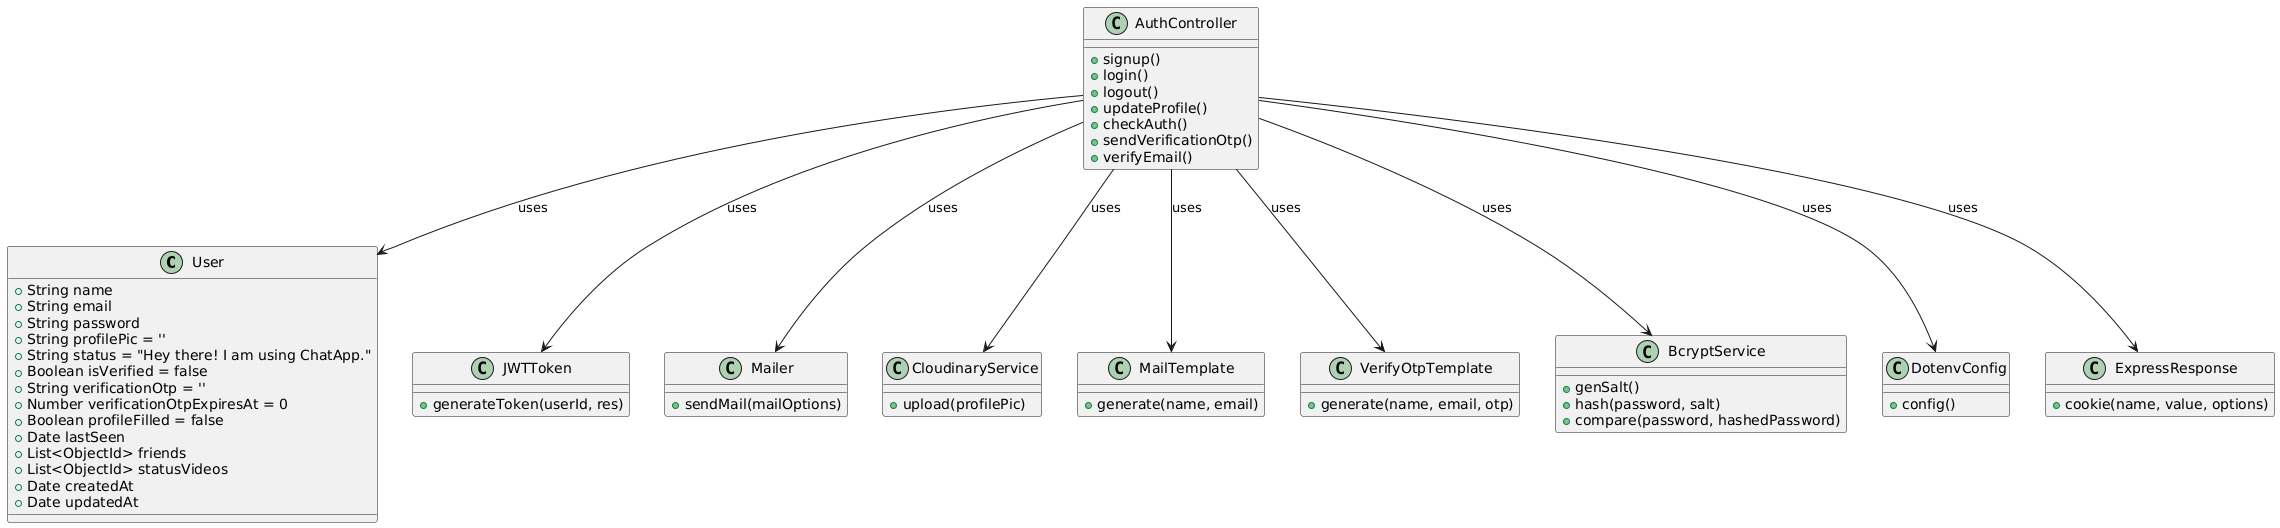 C AuthController
signup()
login()
logout()
updateProfile()
checkAuth()
sendVerificationOtp()
verifyEmail()
uses
uses
uses
uses
uses
uses
uses
uses
uses
C User
String name
String email
String password
String profilePic = ''
String status = "Hey there! I am using ChatApp."
Boolean isVerified = false
String verificationOtp = ''
Number verificationOtpExpiresAt = 0
Boolean profileFilled = false
Date lastSeen
List<ObjectId> friends
List<ObjectId> statusVideos
Date createdAt
Date updatedAt
C JWTToken
generateToken(userId, res)
C Mailer
sendMail(mailOptions)
C CloudinaryService
upload(profilePic)
C MailTemplate
generate(name, email)
C VerifyOtpTemplate
generate(name, email, otp)
C BcryptService
genSalt()
hash(password, salt)
compare(password, hashedPassword)
C DotenvConfig
config()
C ExpressResponse
cookie(name, value, options)